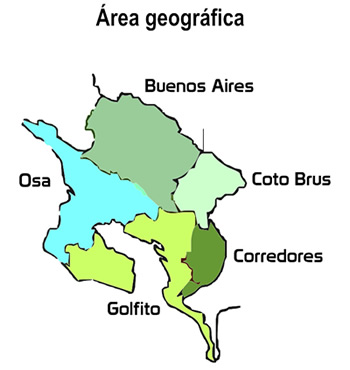 Área geográfica
Buenos Aires
Osa
Coto Brus
Corredores
Golfito